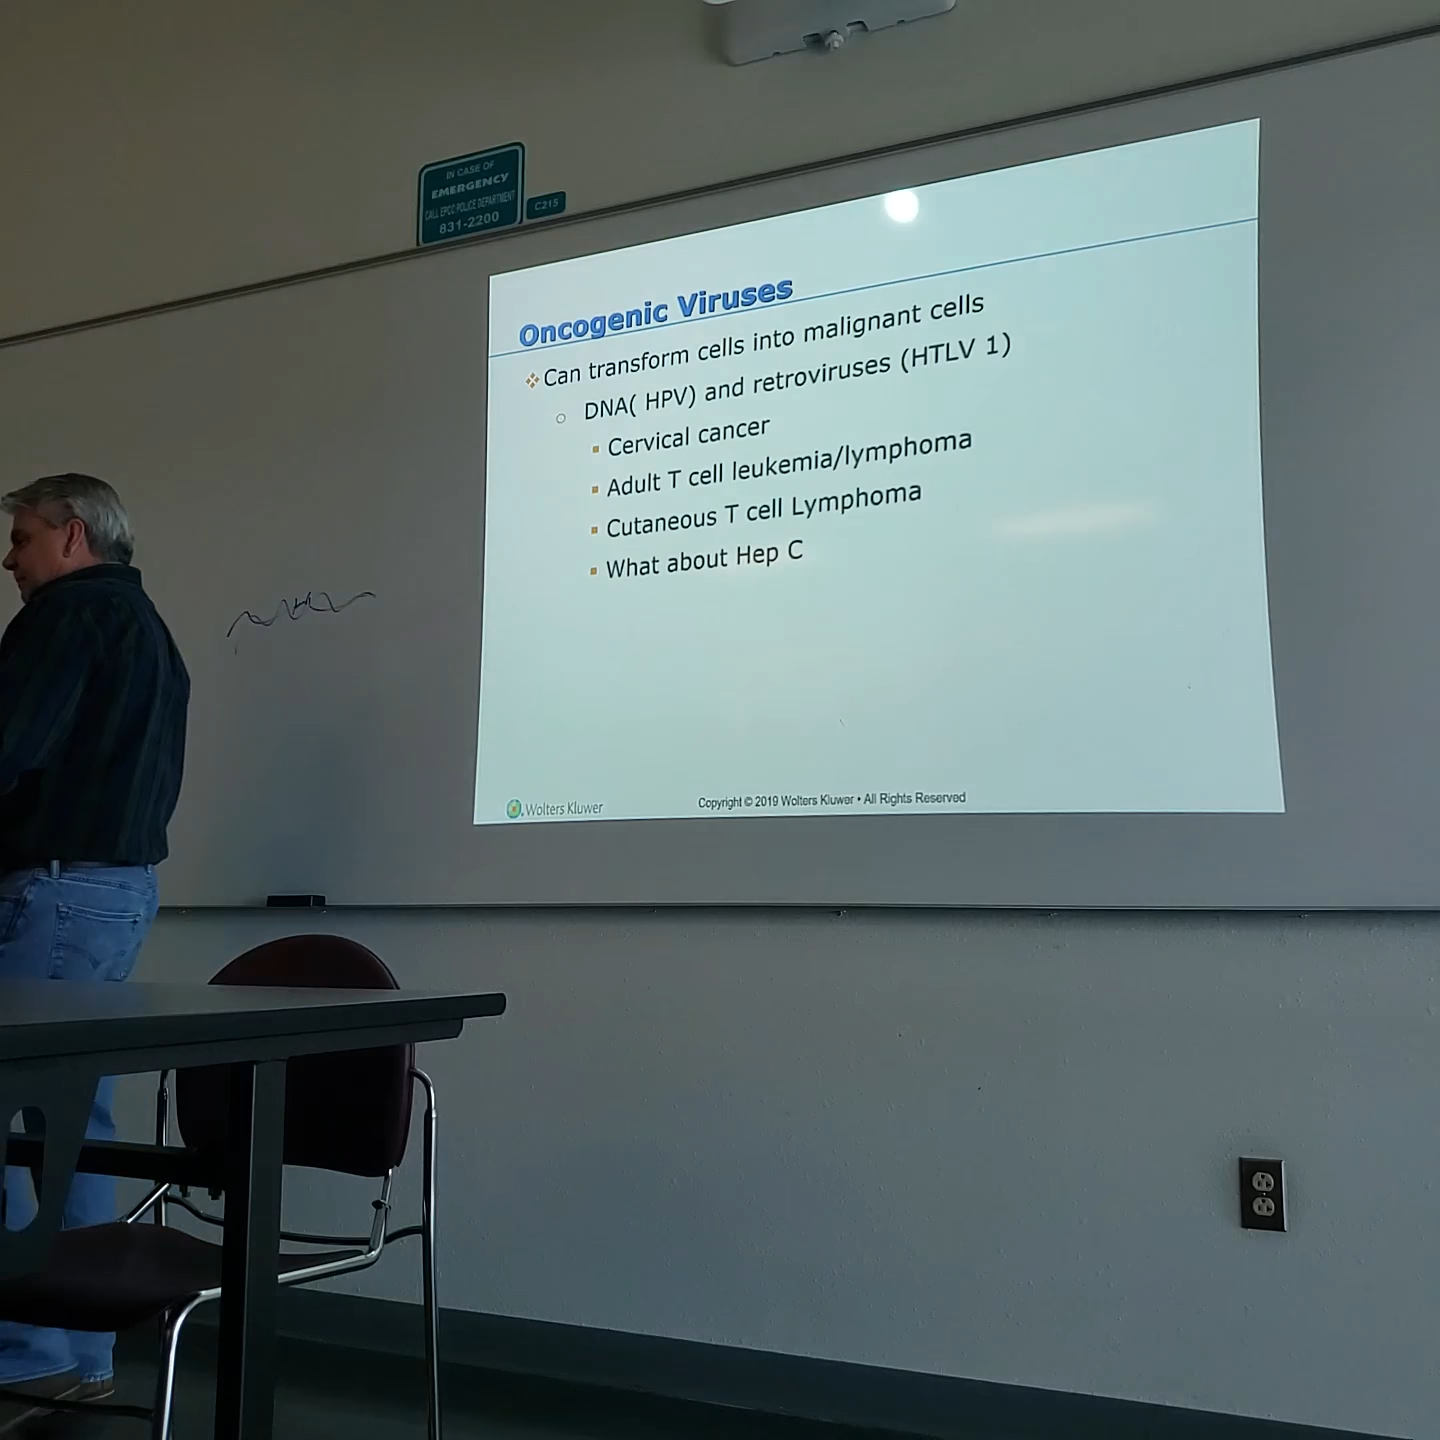 IN CASE OF
EMERGENCY
CALL EPCC POLICE DEPARTMENT
831-2200
C215
Oncogenic Viruses
Can transform cells into malignant cells
DNA( HPV) and retroviruses (HTLV 1)
Cervical cancer
Adult T cell leukemia/lymphoma
Cutaneous T cell Lymphoma
What about Hep C
Wolters Kluwer
Copyright © 2019 Wolters Kluwer • All Rights Reserved